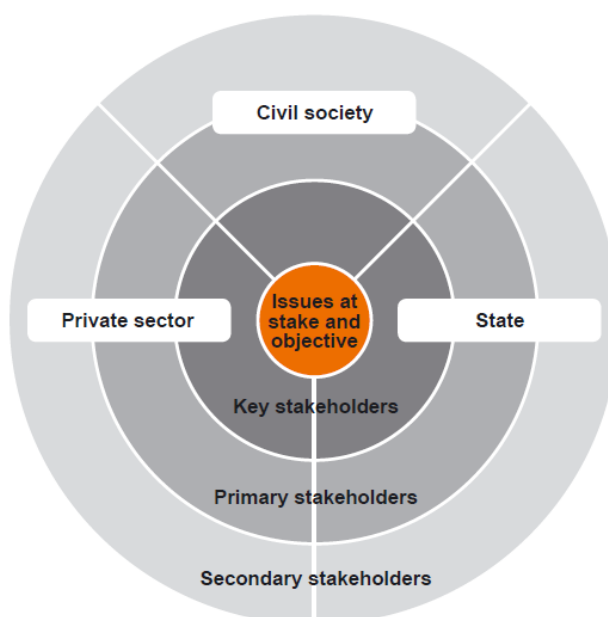 Civil society
Issues at
stake and
objective
Private sector
State
Key stakeholders
Primary stakeholders
Secondary stakeholders